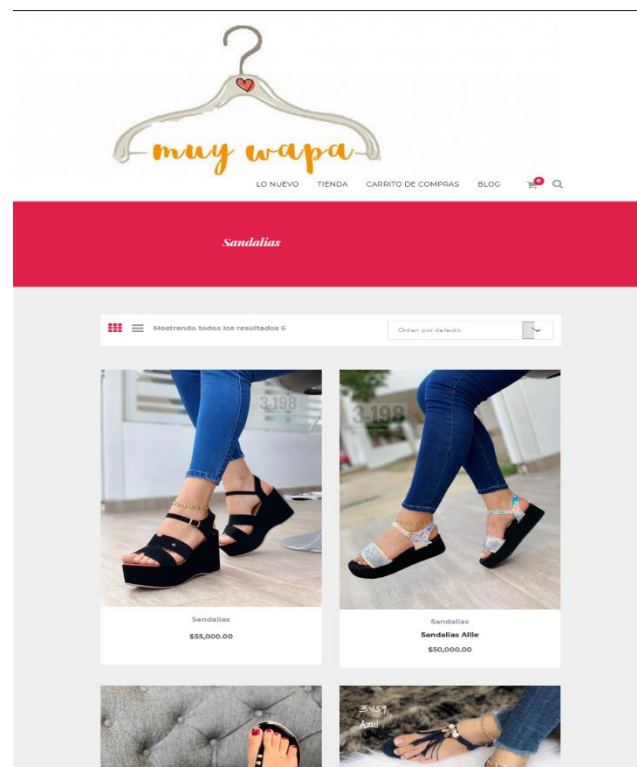 muy wapa
LO NUEVO TIENDA CARRITO DE COMPRAS BLOG 0
Sandalias
Mostrando todos los resultados 6
Orden por defecto
3-198
3-198
Sandalias
$55,000.00
Sandalias
Sandalias Allie
$50,000.00
3-159
Azul